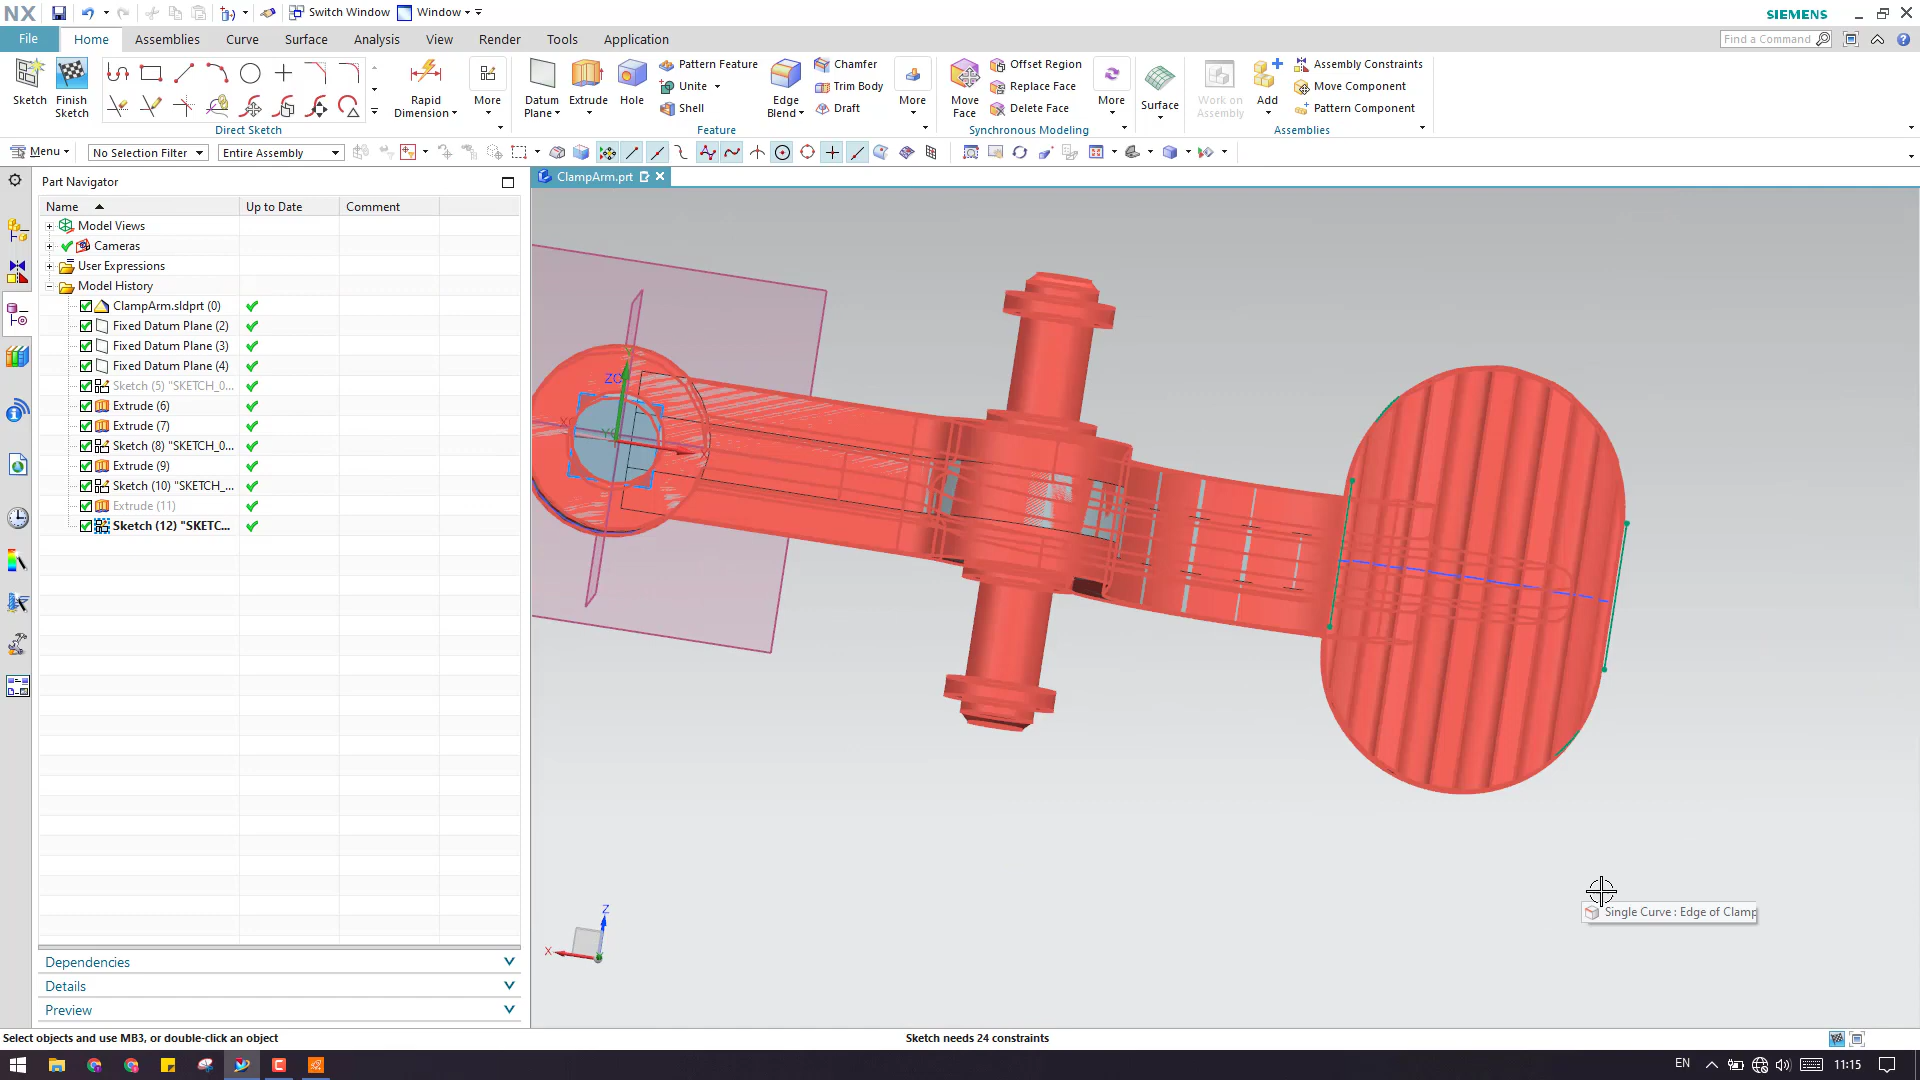 NX
Switch Window
Window
SIEMENS
File
Home
Assemblies
Curve
Surface
Analysis
View
Render
Tools
Application
Find a Command
Sketch
Finish Sketch
Rapid Dimension
More
Direct Sketch
Datum Plane
Extrude
Hole
Pattern Feature
Unite
Shell
Edge Blend
Chamfer
Trim Body
Draft
More
Feature
Move Face
Offset Region
Replace Face
Delete Face
More
Synchronous Modeling
Surface
Work on Assembly
Add
Assembly Constraints
Move Component
Pattern Component
Assemblies
Menu
No Selection Filter
Entire Assembly
Part Navigator
ClampArm.prt
Name
Up to Date
Comment
Model Views
Cameras
User Expressions
Model History
ClampArm.sldprt (0)
Fixed Datum Plane (2)
Fixed Datum Plane (3)
Fixed Datum Plane (4)
Sketch (5) "SKETCH_0...
Extrude (6)
Extrude (7)
Sketch (8) "SKETCH_0...
Extrude (9)
Sketch (10) "SKETCH_...
Extrude (11)
Sketch (12) "SKETC...
Z
X
Single Curve : Edge of Clamp
Dependencies
Details
Preview
Select objects and use MB3, or double-click an object
Sketch needs 24 constraints
EN
11:15